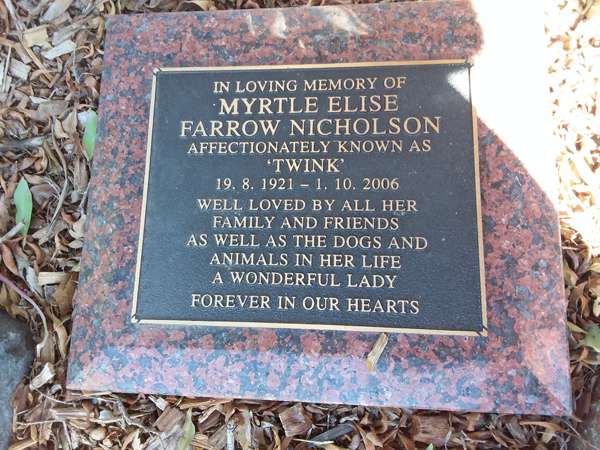 IN LOVING MEMORY OF
MYRTLE ELISE
FARROW NICHOLSON
AFFECTIONATELY KNOWN AS
'TWINK'
19. 8. 1921 – 1. 10. 2006
WELL LOVED BY ALL HER
FAMILY AND FRIENDS
AS WELL AS THE DOGS AND
ANIMALS IN HER LIFE
A WONDERFUL LADY
FOREVER IN OUR HEARTS